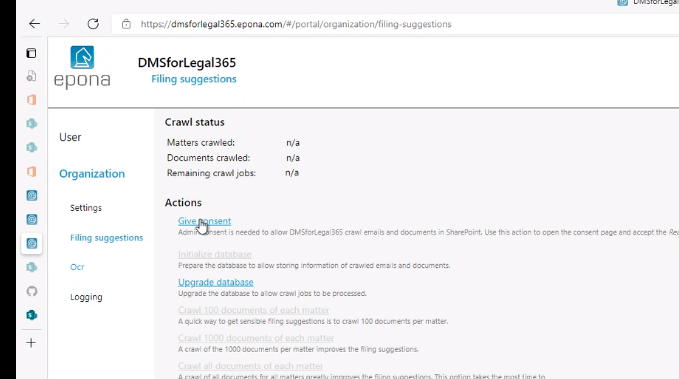 DMSforLegal
https://dmsforlegal365.epona.com/#/portal/organization/filing-suggestions
epona
DMSforLegal365
Filing suggestions
User
Organization
Settings
Filing suggestions
Ocr
Logging
Crawl status
Matters crawled: n/a
Documents crawled: n/a
Remaining crawl jobs: n/a
Actions
Give consent
Admin consent is needed to allow DMSforLegal365 crawl emails and documents in SharePoint. Use this action to open the consent page and accept the Rea
Initialize database
Prepare the database to allow storing information of crawled emails and documents.
Upgrade database
Upgrade the database to allow crawl jobs to be processed.
Crawl 100 documents of each matter
A quick way to get sensible filing suggestions is to crawl 100 documents per matter.
Crawl 1000 documents of each matter
A crawl of the 1000 documents per matter improves the filing suggestions.
Crawl all documents of each matter
A crawl of all documents for all matters greatly improves the filing suggestions. This option takes the most time to